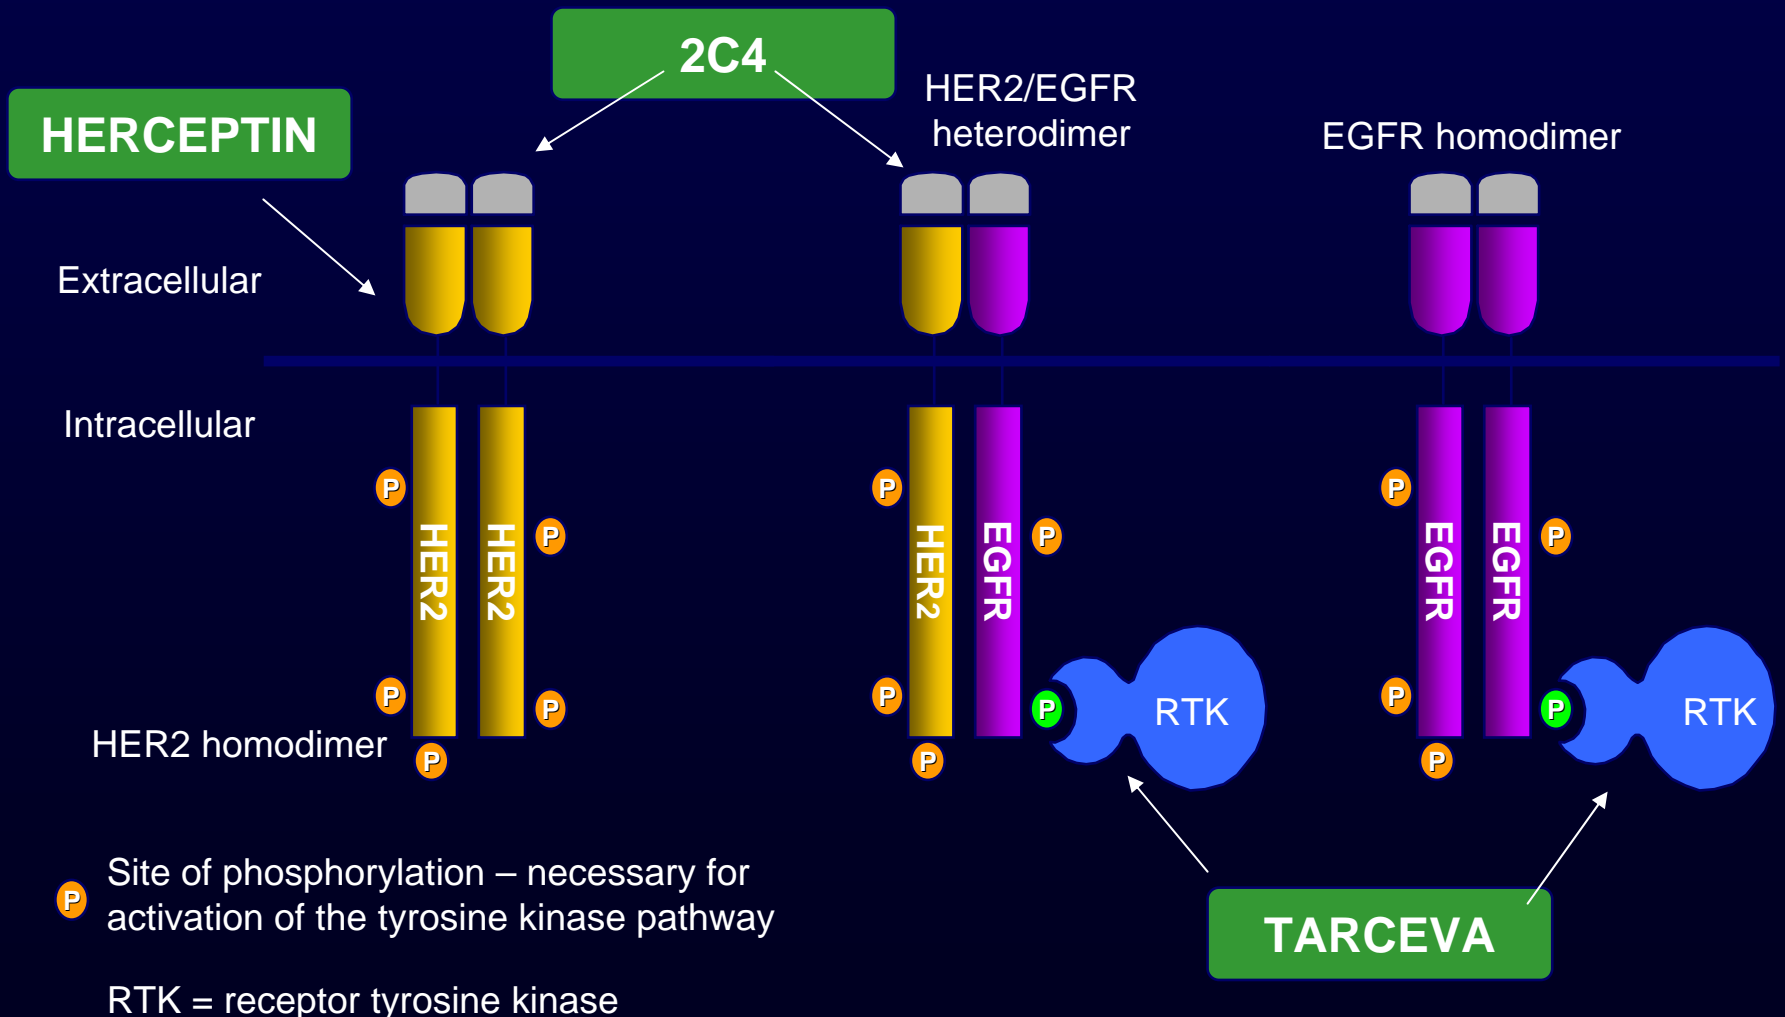 2C4
HERCEPTIN
HER2/EGFR
heterodimer
EGFR homodimer
Extracellular
Intracellular
P
P
P
P
P
P
HER2
HER2
HER2
EGFR
EGFR
EGFR
P
P
P
P
P
P
RTK
RTK
HER2 homodimer
P
P
P
Site of phosphorylation – necessary for
P
activation of the tyrosine kinase pathway
TARCEVA
RTK = receptor tyrosine kinase